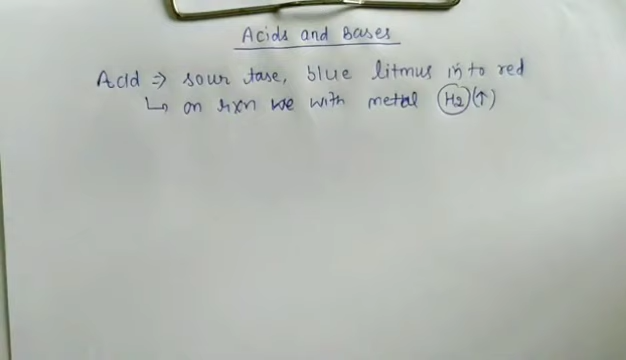 Acids and Bases
Acid ⇒ sour tase, blue litmus in to red
↳ on rxn we with metal H2 (↑)